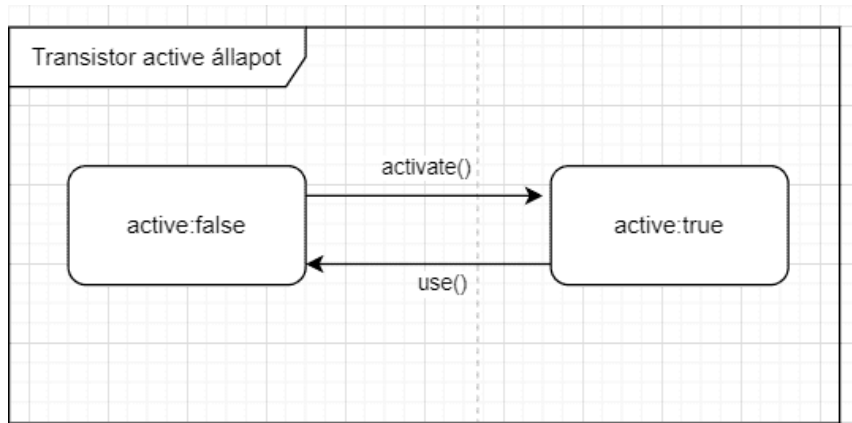 Transistor active állapot
activate()
active:false
active:true
use()